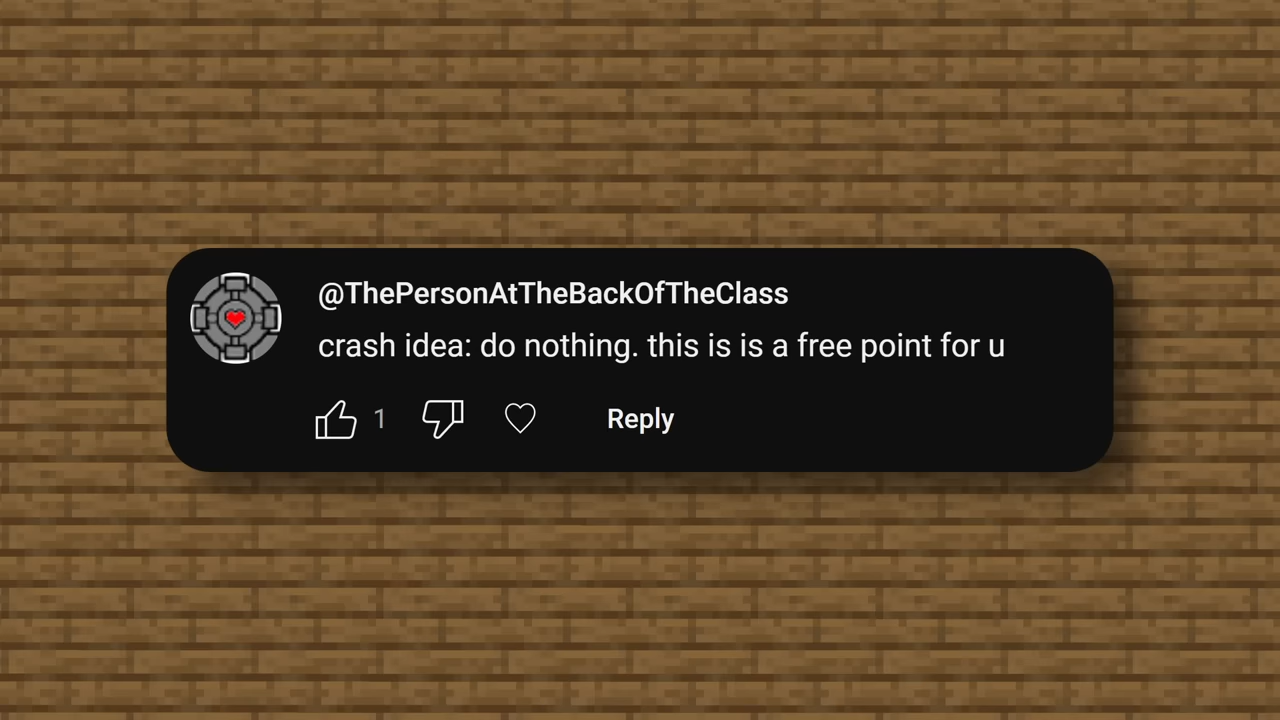 @ThePersonAtTheBackOfTheClass
crash idea: do nothing. this is is a free point for u
1
Reply